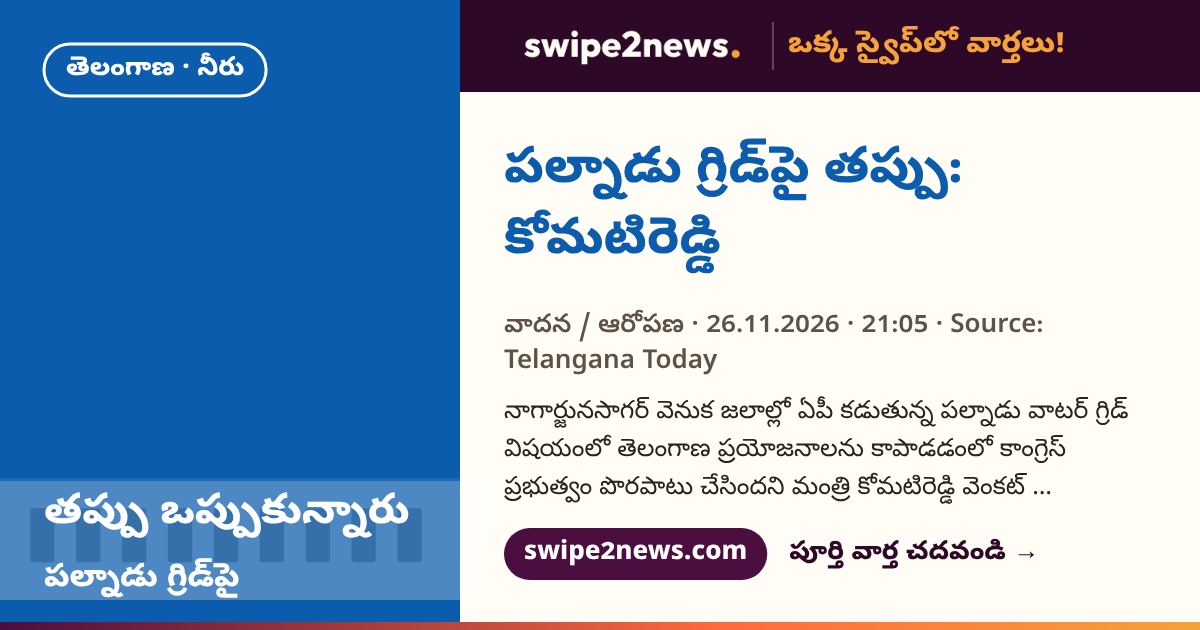 తెలంగాణ · నీరు
swipe2news.
ఒక్క స్వైప్‌లో వార్తలు!
పల్నాడు గ్రిడ్‌పై తప్పు:
కోమటిరెడ్డి
వాదన / ఆరోపణ · 26.11.2026 · 21:05 · Source:
Telangana Today
నాగార్జునసాగర్ వెనుక జలాల్లో ఏపీ కడుతున్న పల్నాడు వాటర్ గ్రిడ్
విషయంలో తెలంగాణ ప్రయోజనాలను కాపాడడంలో కాంగ్రెస్
ప్రభుత్వం పొరపాటు చేసిందని మంత్రి కోమటిరెడ్డి వెంకట్ ...
తప్పు ఒప్పుకున్నారు
పల్నాడు గ్రిడ్‌పై
swipe2news.com
పూర్తి వార్త చదవండి →